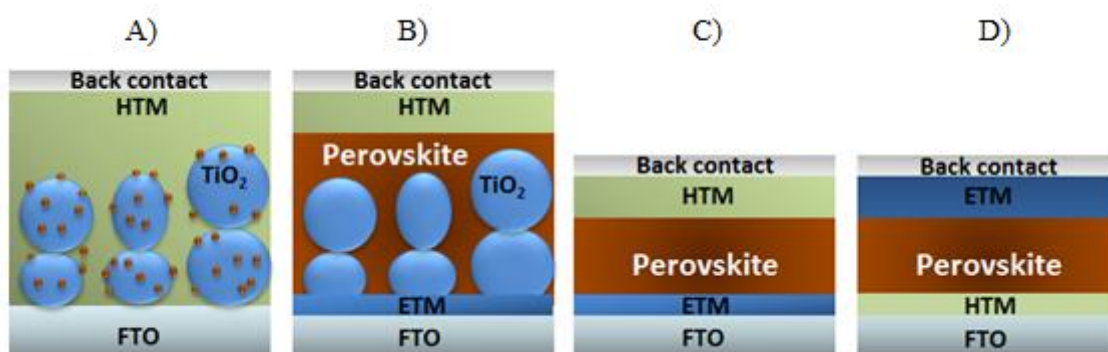 A)
Back contact
HTM
TiO₂
FTO
B)
Back contact
HTM
Perovskite
TiO₂
ETM
FTO
C)
Back contact
HTM
Perovskite
ETM
FTO
D)
Back contact
ETM
Perovskite
HTM
FTO